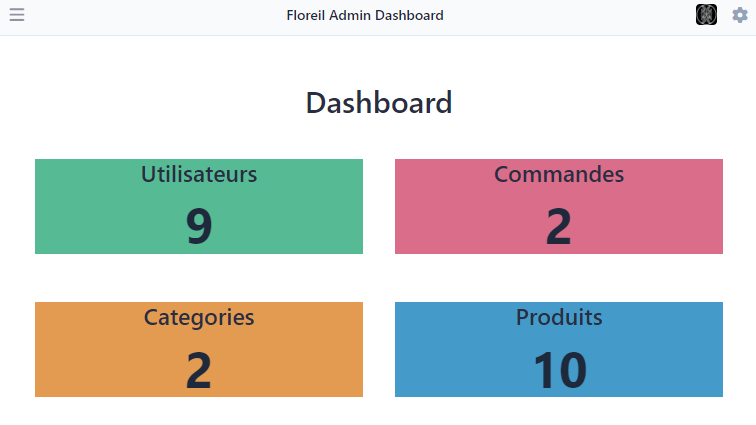 Floreil Admin Dashboard
Dashboard
Utilisateurs
9
Commandes
2
Categories
2
Produits
10